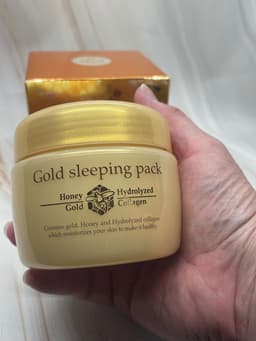 Gold sleeping pack
Honey Hydrolyzed
Gold Collagen
Contains gold, Honey and Hydrolyzed collagen
which moisturizes your skin to make it healthy.